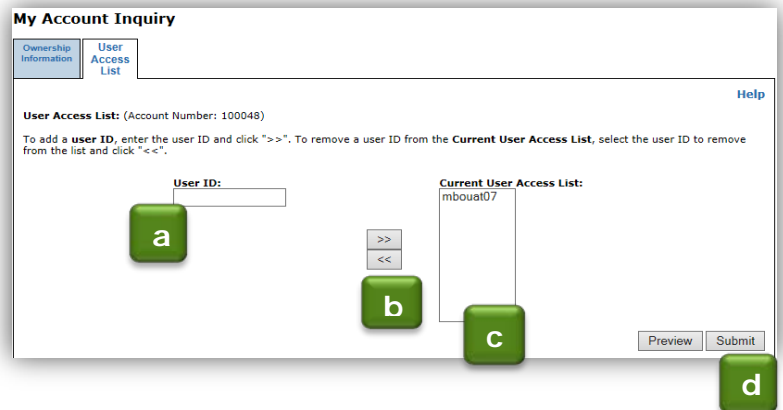 My Account Inquiry
Ownership
Information
User
Access
List
Help
User Access List: (Account Number: 100048)
To add a user ID, enter the user ID and click ">>". To remove a user ID from the Current User Access List, select the user ID to remove
from the list and click "<<".
User ID:
Current User Access List:
mbouat07
a
>>
<<
b
c
Preview
Submit
d